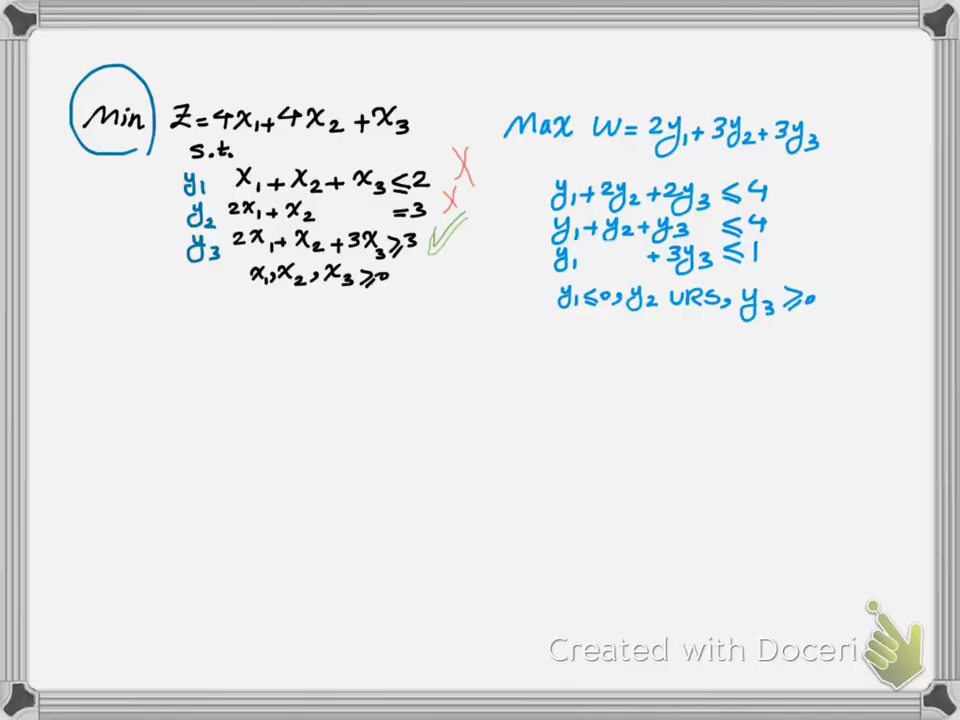 Min Z=4x₁+4x₂+x₃
s.t.
y₁ x₁+x₂+x₃≤2 X
y₂ 2x₁+x₂ =3 x
y₃ 2x₁+x₂+3x₃≥3 ✓
x₁,x₂,x₃≥0
Max W=2y₁+3y₂+3y₃
y₁+2y₂+2y₃≤4
y₁+y₂+y₃ ≤4
y₁ +3y₃≤1
y₁≤0,y₂ URS,y₃≥0
Created with Doceri